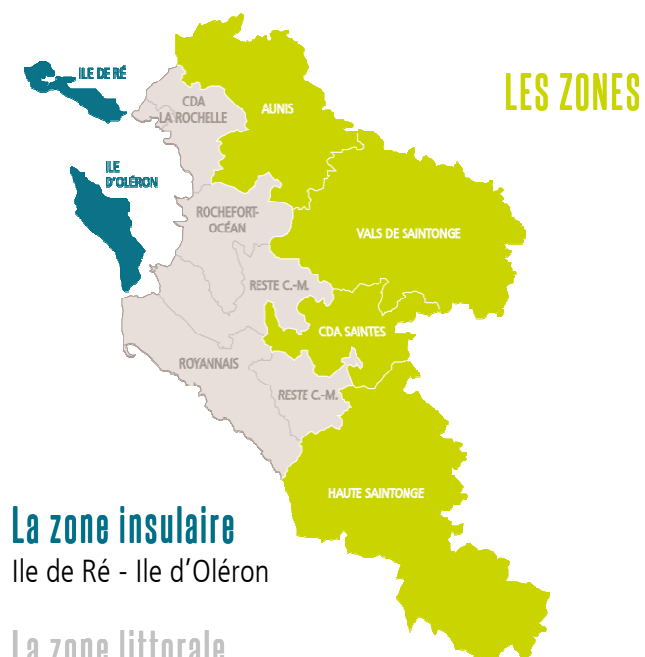 LES ZONES
ILE DE RÉ
CDA
LA ROCHELLE
AUNIS
ILE
D'OLÉRON
ROCHEFORT-
OCÉAN
VALS DE SAINTONGE
RESTE C.-M.
CDA SAINTES
ROYANNAIS
RESTE C.-M.
HAUTE SAINTONGE
La zone insulaire
Ile de Ré - Ile d'Oléron
La zone littorale